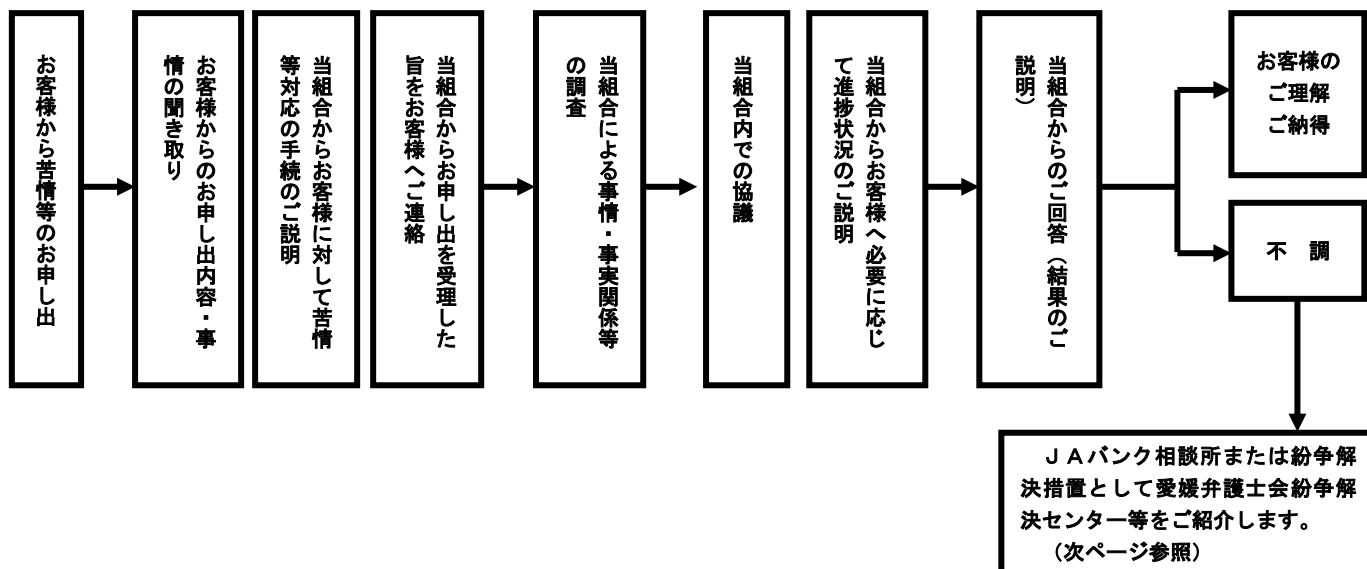 お客様から苦情等のお申し出
お客様からのお申し出内容・事
情の聞き取り
当組合からお客様に対して苦情
等対応の手続のご説明
当組合からお申し出を受理した
旨をお客様へご連絡
当組合による事情・事実関係等
の調査
当組合内での協議
当組合からお客様へ必要に応じ
て進捗状況のご説明
当組合からのご回答（結果のご
説明）
お客様の
ご理解
ご納得
不　調
ＪＡバンク相談所または紛争解
決措置として愛媛弁護士会紛争解
決センター等をご紹介します。
（次ページ参照）